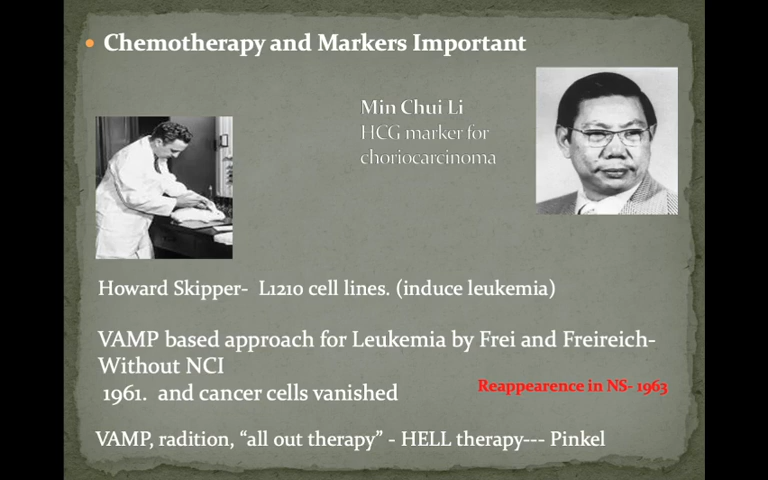 Chemotherapy and Markers Important
Min Chui Li
HCG marker for
choriocarcinoma
Howard Skipper- L1210 cell lines. (induce leukemia)
VAMP based approach for Leukemia by Frei and Freireich-
Without NCI
1961. and cancer cells vanished
Reappearence in NS- 1963
VAMP, radition, “all out therapy” - HELL therapy--- Pinkel